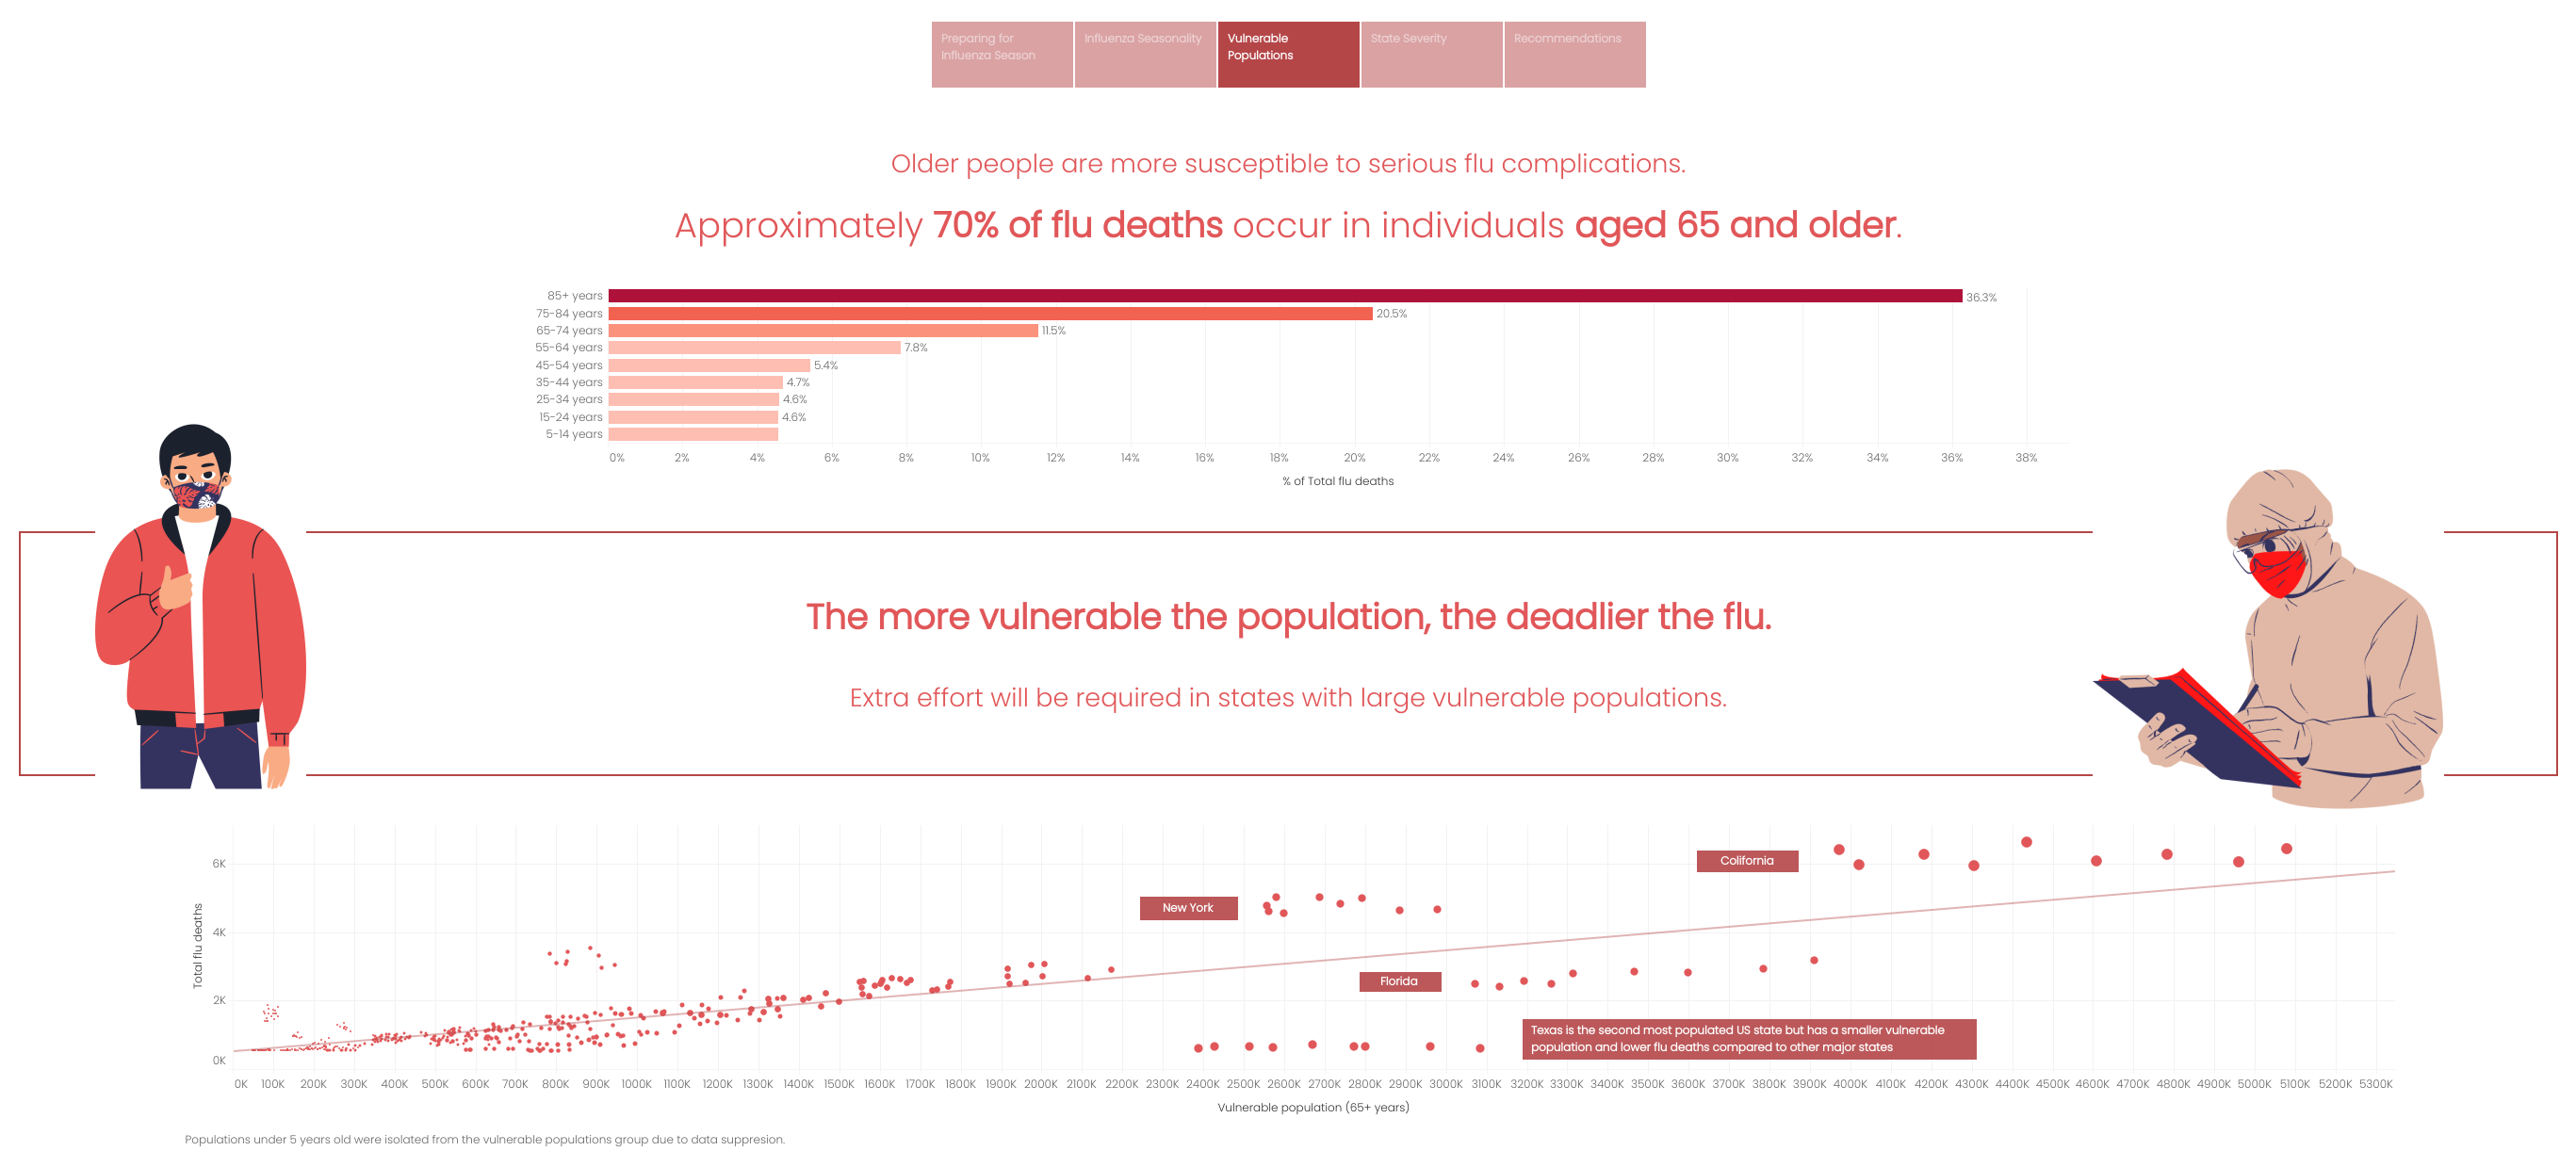 Preparing for
Influenza Season
Influenza Seasonality
Vulnerable
Populations
State Severity
Recommendations
Older people are more susceptible to serious flu complications.
Approximately 70% of flu deaths occur in individuals aged 65 and older.
85+ years
36.3%
75-84 years
20.5%
65-74 years
11.5%
55-64 years
7.8%
45-54 years
5.4%
35-44 years
4.7%
25-34 years
4.6%
15-24 years
4.6%
5-14 years
0% 2% 4% 6% 8% 10% 12% 14% 16% 18% 20% 22% 24% 26% 28% 30% 32% 34% 36% 38%
% of Total flu deaths
The more vulnerable the population, the deadlier the flu.
Extra effort will be required in states with large vulnerable populations.
Total flu deaths
6K
4K
2K
0K
California
New York
Florida
Texas is the second most populated US state but has a smaller vulnerable
population and lower flu deaths compared to other major states
0K 100K 200K 300K 400K 500K 600K 700K 800K 900K 1000K 1100K 1200K 1300K 1400K 1500K 1600K 1700K 1800K 1900K 2000K 2100K 2200K 2300K 2400K 2500K 2600K 2700K 2800K 2900K 3000K 3100K 3200K 3300K 3400K 3500K 3600K 3700K 3800K 3900K 4000K 4100K 4200K 4300K 4400K 4500K 4600K 4700K 4800K 4900K 5000K 5100K 5200K 5300K
Vulnerable population (65+ years)
Populations under 5 years old were isolated from the vulnerable populations group due to data suppresion.